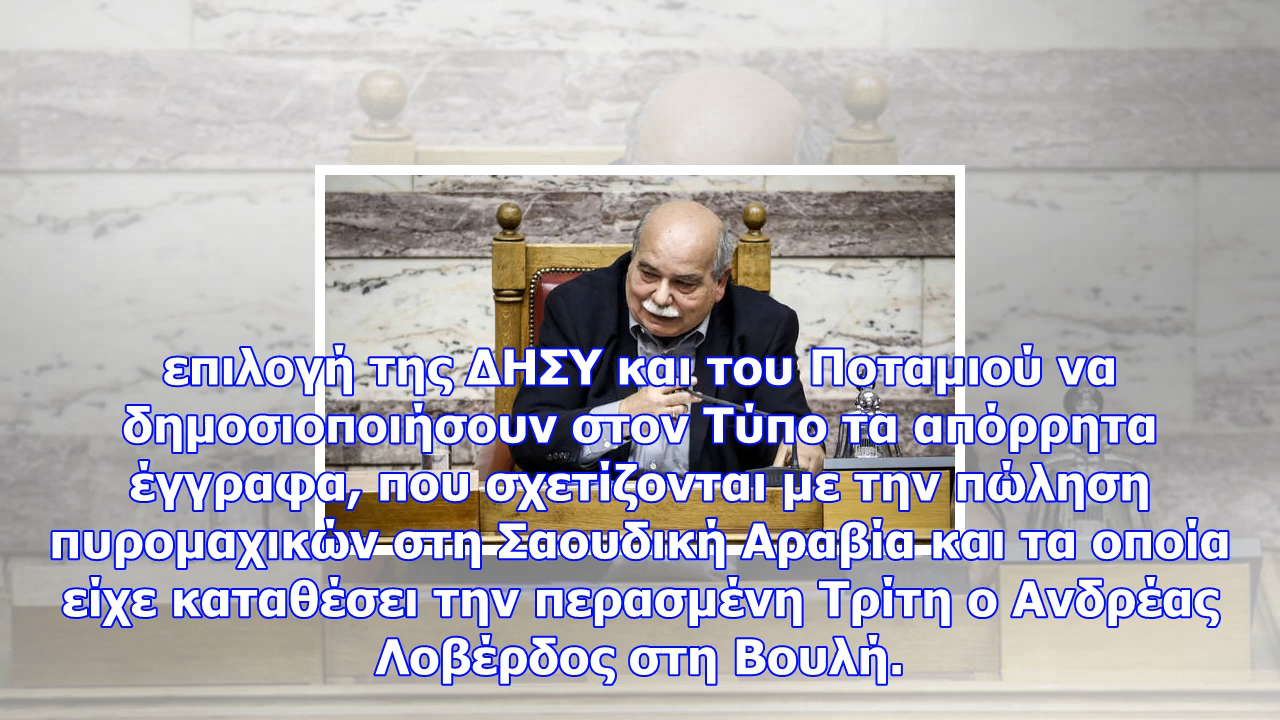 επιλογή της ΔΗΣΥ και του Ποταμιού να
δημοσιοποιήσουν στον Τύπο τα απόρρητα
έγγραφα, που σχετίζονται με την πώληση
πυρομαχικών στη Σαουδική Αραβία και τα οποία
είχε καταθέσει την περασμένη Τρίτη ο Ανδρέας
Λοβέρδος στη Βουλή.